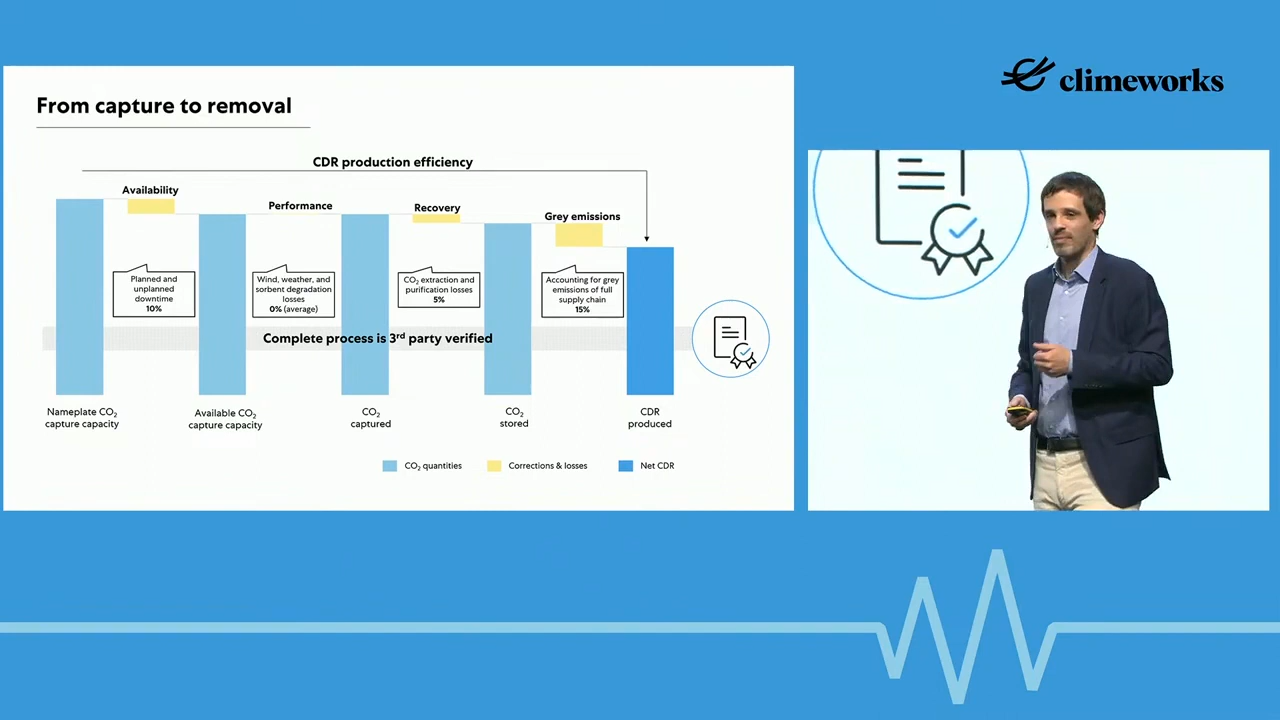 climeworks
From capture to removal
CDR production efficiency
Availability
Performance
Recovery
Grey emissions
Planned and
unplanned
downtime
10%
Wind, weather, and
sorbent degradation
losses
0% (average)
CO₂ extraction and
purification losses
5%
Accounting for grey
emissions of full
supply chain
15%
Complete process is 3ʳᵈ party verified
Nameplate CO₂
capture capacity
Available CO₂
capture capacity
CO₂
captured
CO₂
stored
CDR
produced
CO₂ quantities
Corrections & losses
Net CDR